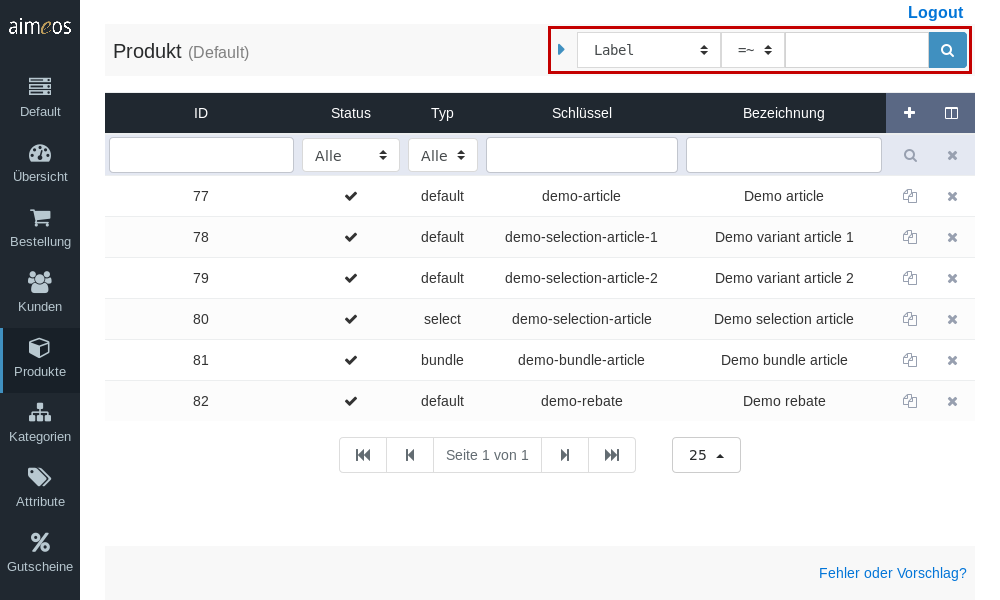 Logout
aimeos
Produkt (Default)
Label
=~
ID Status Typ Schlüssel Bezeichnung
Alle Alle
77 default demo-article Demo article
78 default demo-selection-article-1 Demo variant article 1
79 default demo-selection-article-2 Demo variant article 2
80 select demo-selection-article Demo selection article
81 bundle demo-bundle-article Demo bundle article
82 default demo-rebate Demo rebate
Seite 1 von 1
25
Default
Übersicht
Bestellung
Kunden
Produkte
Kategorien
Attribute
Gutscheine
Fehler oder Vorschlag?